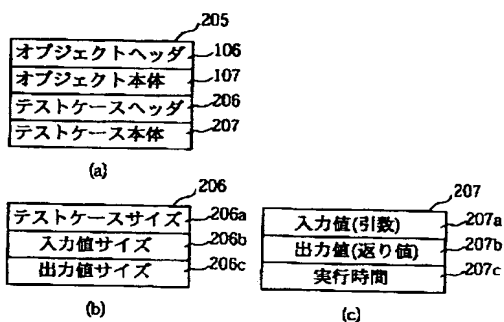 205
オブジェクトヘッダ 106
オブジェクト本体 107
テストケースヘッダ 206
テストケース本体 207
(a)
206
テストケースサイズ 206a
入力値サイズ 206b
出力値サイズ 206c
(b)
207
入力値(引数) 207a
出力値(返り値) 207b
実行時間 207c
(c)